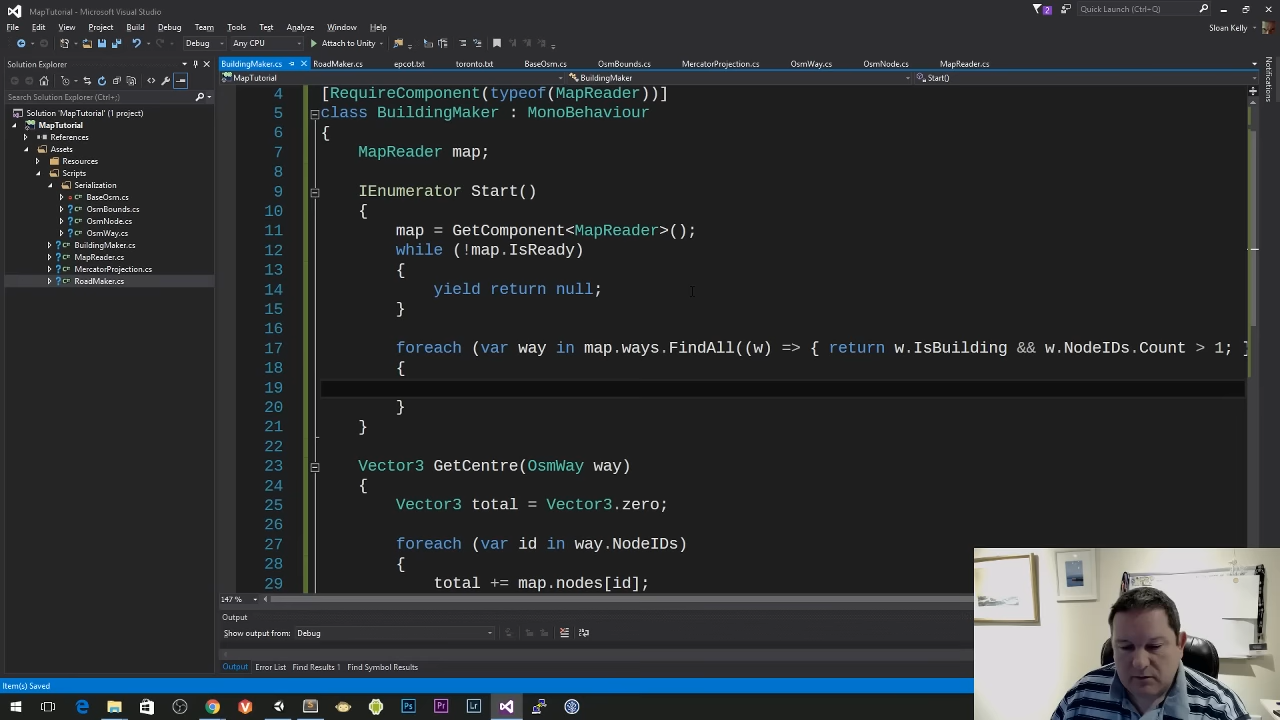 MapTutorial - Microsoft Visual Studio
2
Quick Launch (Ctrl+Q)
File Edit View Project Build Debug Team Tools Test Analyze Window Help
Sloan Kelly
Debug Any CPU Attach to Unity
Solution Explorer
BuildingMaker.cs RoadMaker.cs epcot.txt toronto.txt BaseOsm.cs OsmBounds.cs MercatorProjection.cs OsmWay.cs OsmNode.cs MapReader.cs
MapTutorial BuildingMaker Start()
Search Solution Explorer (Ctrl+;)
Solution 'MapTutorial' (1 project)
MapTutorial
References
Assets
Resources
Scripts
Serialization
BaseOsm.cs
OsmBounds.cs
OsmNode.cs
OsmWay.cs
BuildingMaker.cs
MapReader.cs
MercatorProjection.cs
RoadMaker.cs
4 [RequireComponent(typeof(MapReader))]
5 class BuildingMaker : MonoBehaviour
6 {
7 MapReader map;
8
9 IEnumerator Start()
10 {
11 map = GetComponent<MapReader>();
12 while (!map.IsReady)
13 {
14 yield return null;
15 }
16
17 foreach (var way in map.ways.FindAll((w) => { return w.IsBuilding && w.NodeIDs.Count > 1; }
18 {
19
20 }
21 }
22
23 Vector3 GetCentre(OsmWay way)
24 {
25 Vector3 total = Vector3.zero;
26
27 foreach (var id in way.NodeIDs)
28 {
29 total += map.nodes[id];
147 %
Notifications
Output
Show output from: Debug
Output Error List Find Results 1 Find Symbol Results
Item(s) Saved
Ps Pr Lr